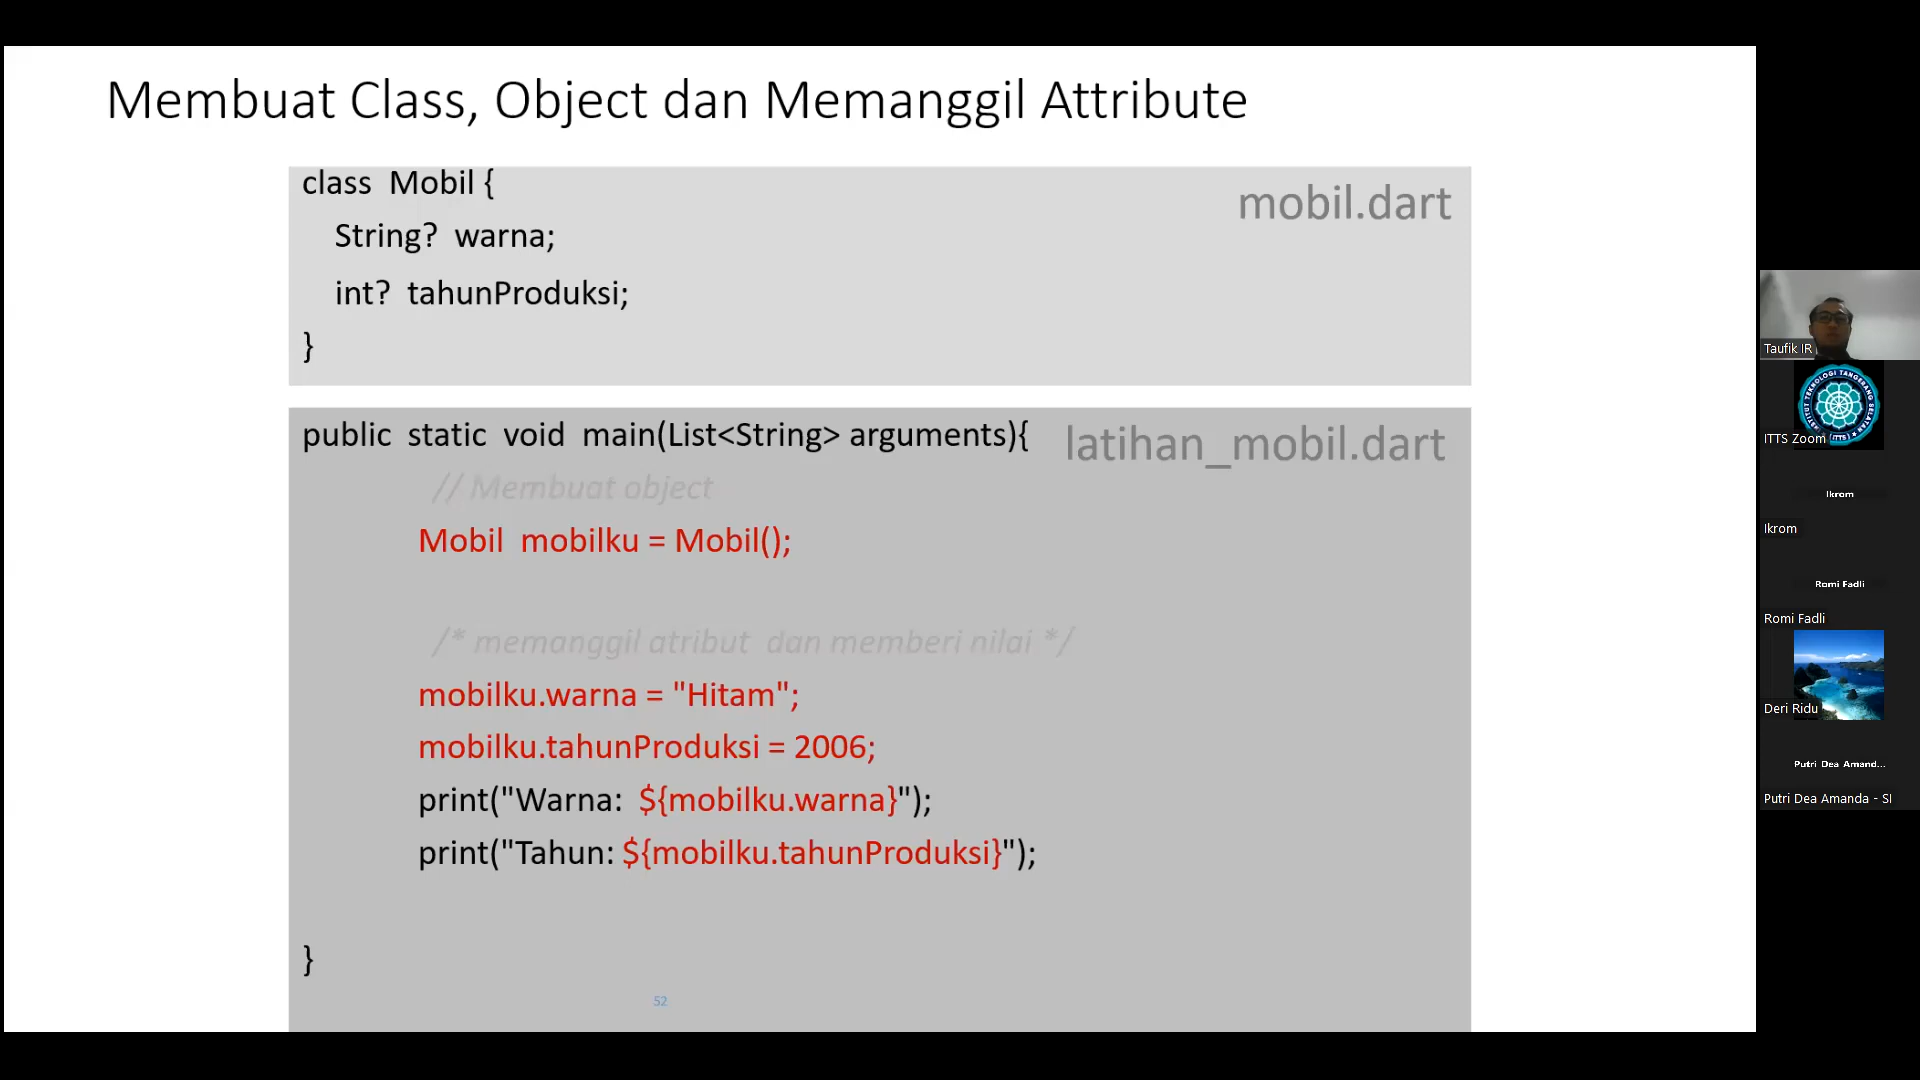 Membuat Class, Object dan Memanggil Attribute
class Mobil {
mobil.dart
String? warna;
int? tahunProduksi;
}
public static void main(List<String> arguments){
latihan_mobil.dart
// Membuat object
Mobil mobilku = Mobil();
/* memanggil atribut dan memberi nilai */
mobilku.warna = "Hitam";
mobilku.tahunProduksi = 2006;
print("Warna: ${mobilku.warna}");
print("Tahun: ${mobilku.tahunProduksi}");
}
52
Taufik IR
ITTS Zoom
Ikrom
Ikrom
Romi Fadli
Romi Fadli
Deri Ridu
Putri Dea Amand...
Putri Dea Amanda - SI